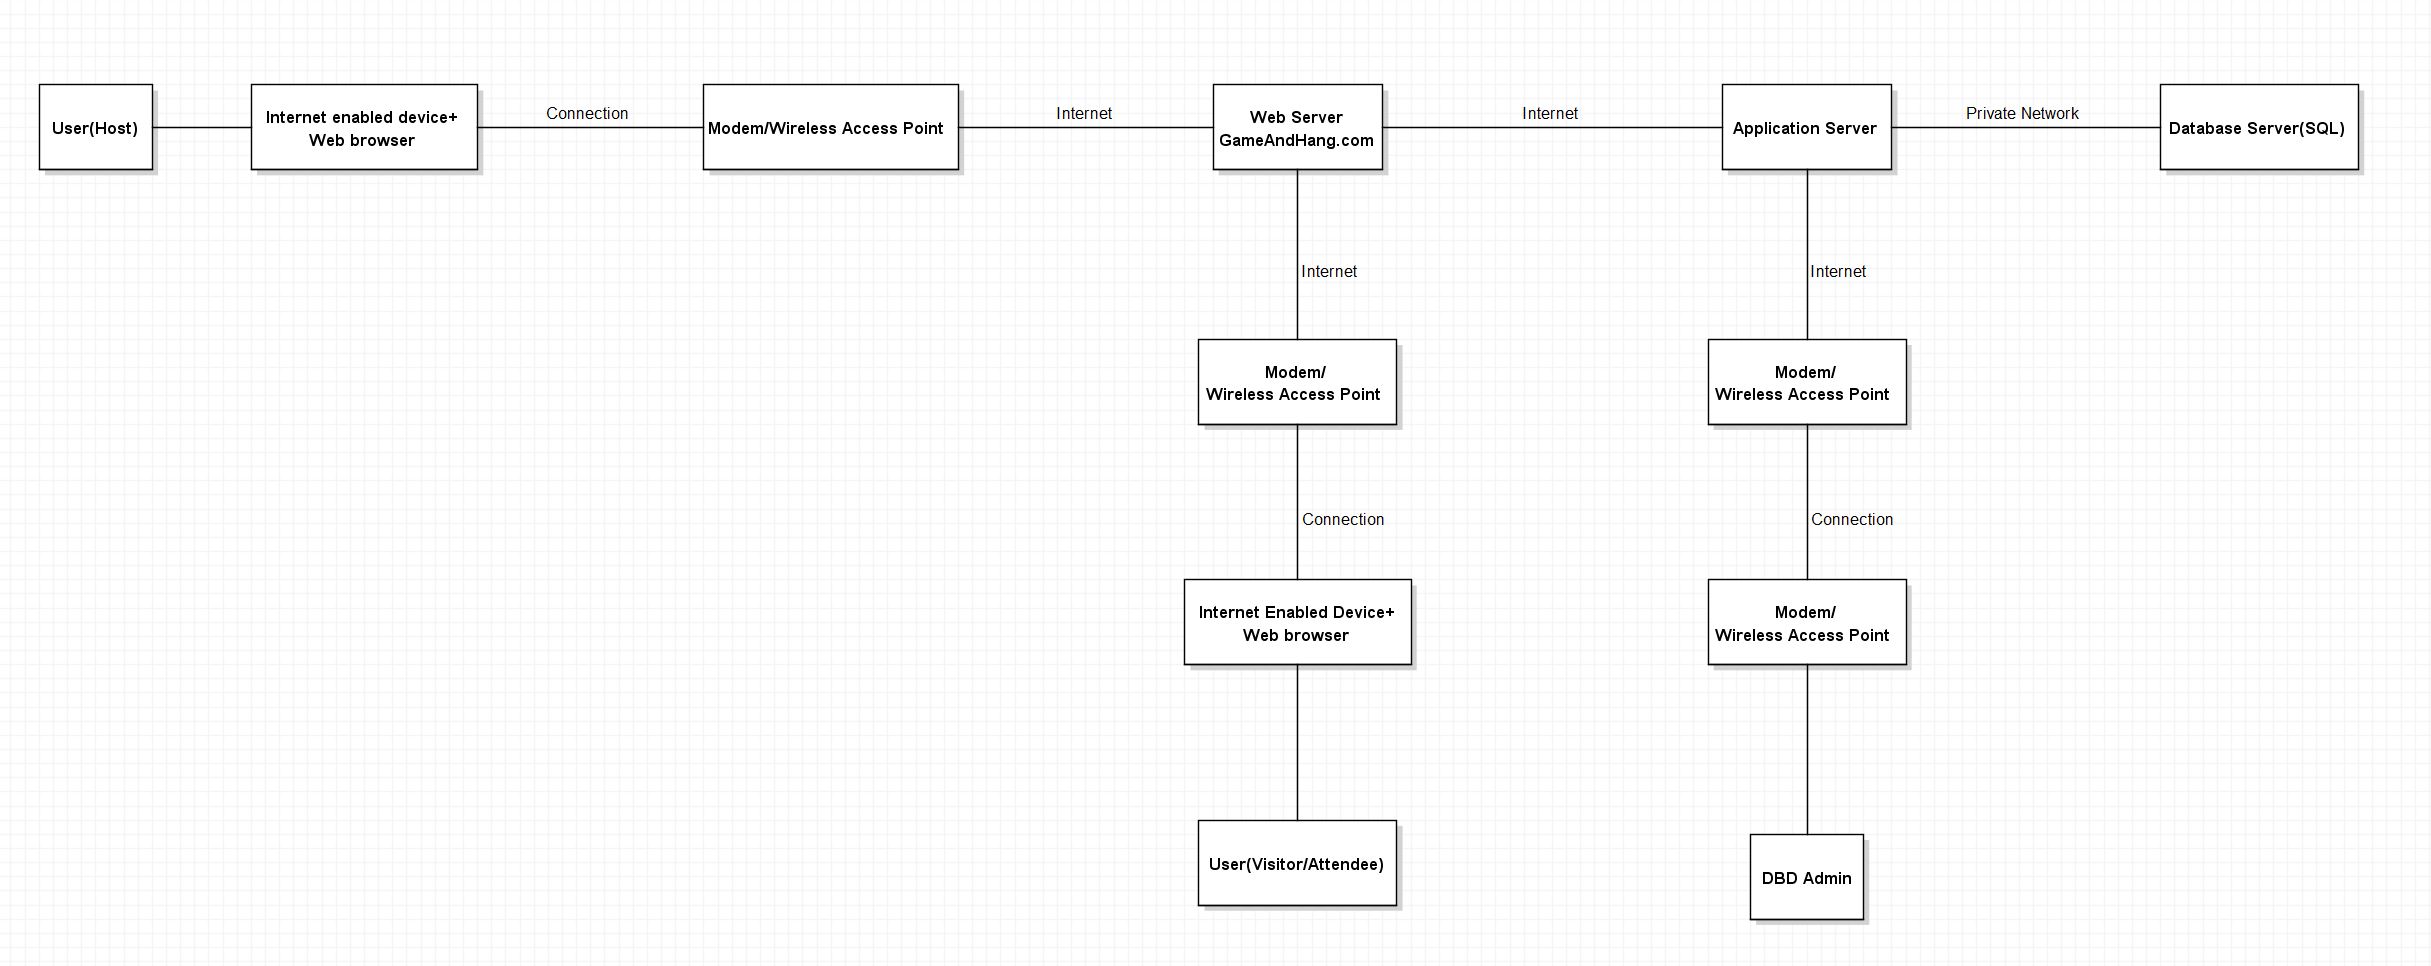 User(Host)
Internet enabled device+
Web browser
Connection
Modem/Wireless Access Point
Internet
Web Server
GameAndHang.com
Internet
Application Server
Private Network
Database Server(SQL)
Internet
Internet
Modem/
Wireless Access Point
Modem/
Wireless Access Point
Connection
Connection
Internet Enabled Device+
Web browser
Modem/
Wireless Access Point
User(Visitor/Attendee)
DBD Admin